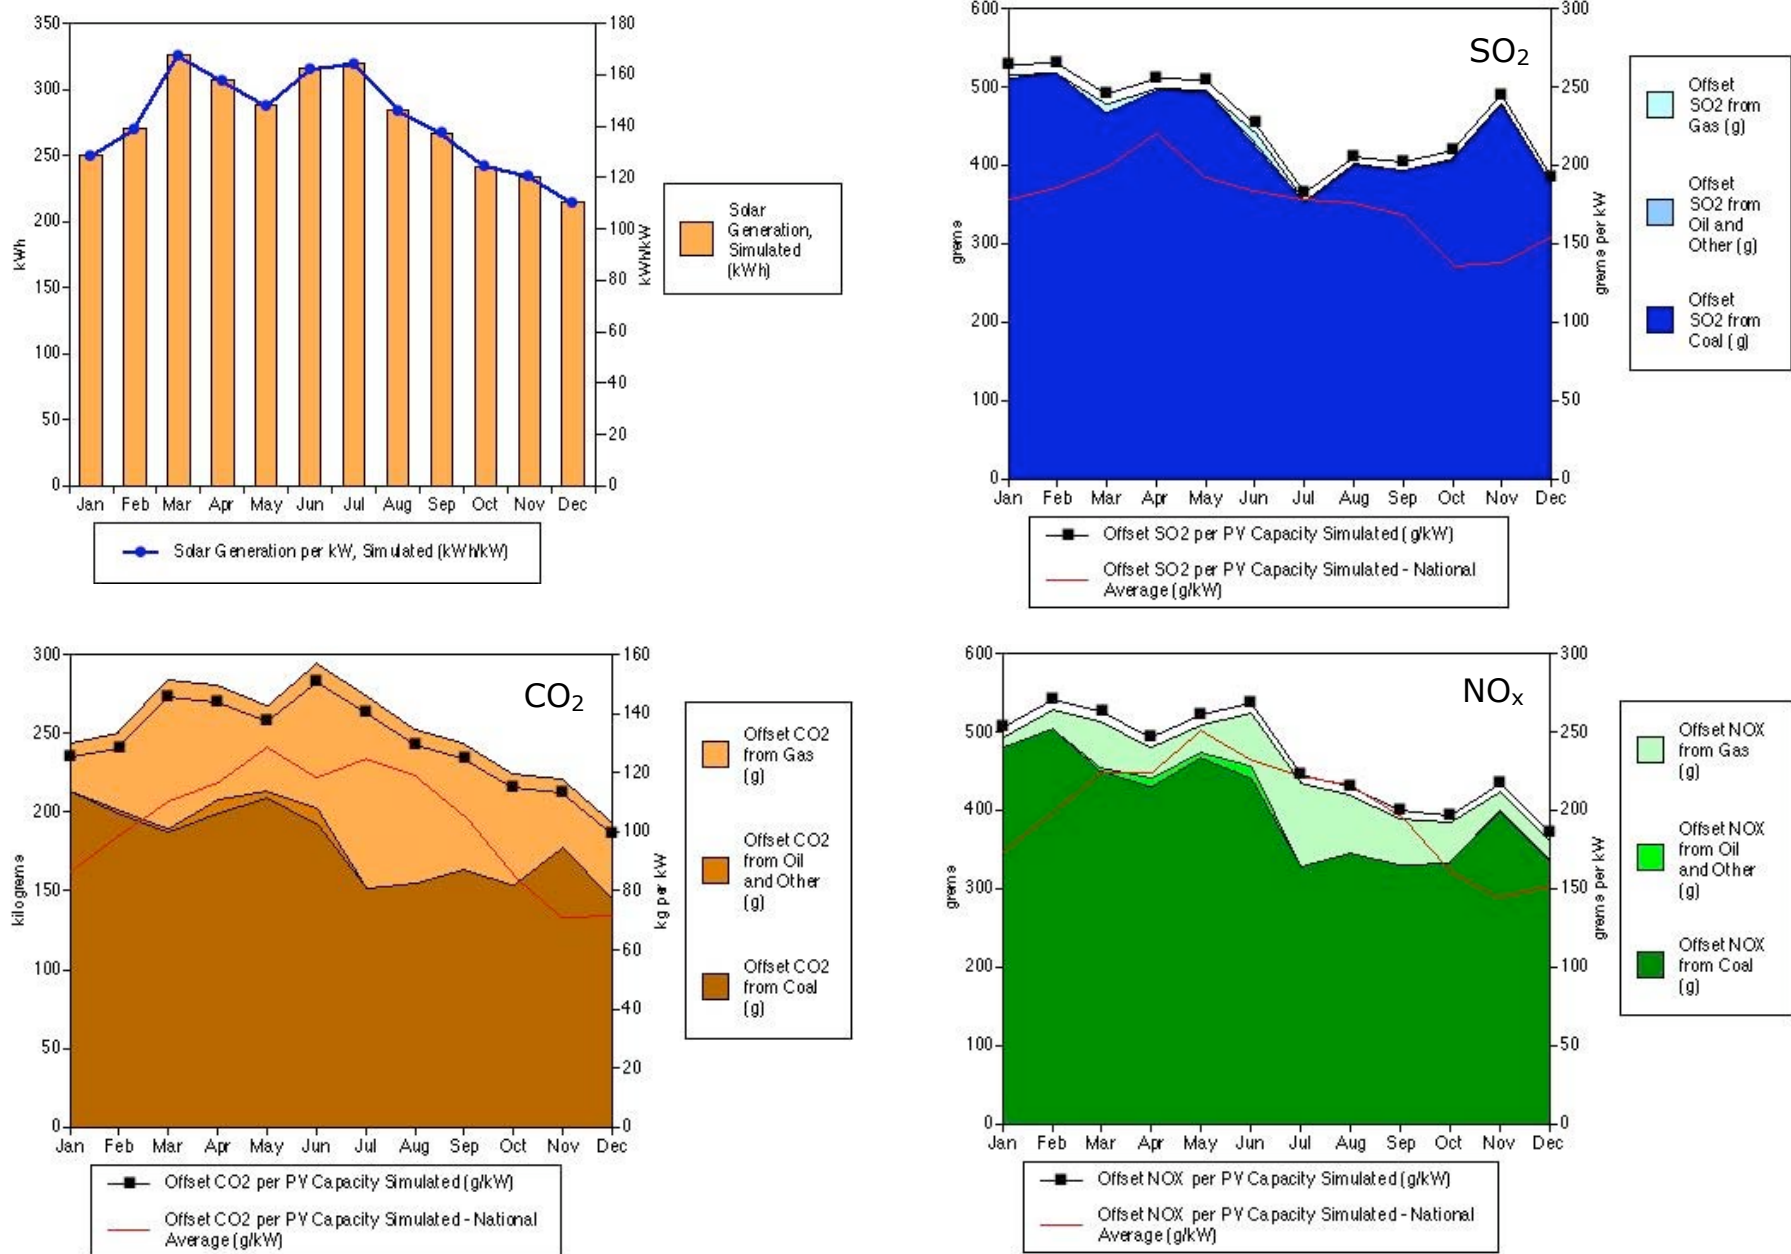 350
300
250
200
150
100
50
0
kWh
180
160
140
120
100
80
60
40
20
0
kWh/kW
Jan Feb Mar Apr May Jun Jul Aug Sep Oct Nov Dec
Solar
Generation,
Simulated
(kWh)
Solar Generation per kW, Simulated (kWh/kW)
SO2
600
500
400
300
200
100
0
grams
300
250
200
150
100
50
0
grams per kW
Jan Feb Mar Apr May Jun Jul Aug Sep Oct Nov Dec
Offset
SO2 from
Gas (g)
Offset
SO2 from
Oil and
Other (g)
Offset
SO2 from
Coal (g)
Offset SO2 per PV Capacity Simulated (g/kW)
Offset SO2 per PV Capacity Simulated - National
Average (g/kW)
CO2
300
250
200
150
100
50
0
kilograms
160
140
120
100
80
60
40
20
0
kg per kW
Jan Feb Mar Apr May Jun Jul Aug Sep Oct Nov Dec
Offset CO2
from Gas
(g)
Offset CO2
from Oil
and Other
(g)
Offset CO2
from Coal
(g)
Offset CO2 per PV Capacity Simulated (g/kW)
Offset CO2 per PV Capacity Simulated - National
Average (g/kW)
NOx
600
500
400
300
200
100
0
grams
300
250
200
150
100
50
0
grams per kW
Jan Feb Mar Apr May Jun Jul Aug Sep Oct Nov Dec
Offset NOX
from Gas
(g)
Offset NOX
from Oil
and Other
(g)
Offset NOX
from Coal
(g)
Offset NOX per PV Capacity Simulated (g/kW)
Offset NOX per PV Capacity Simulated - National
Average (g/kW)